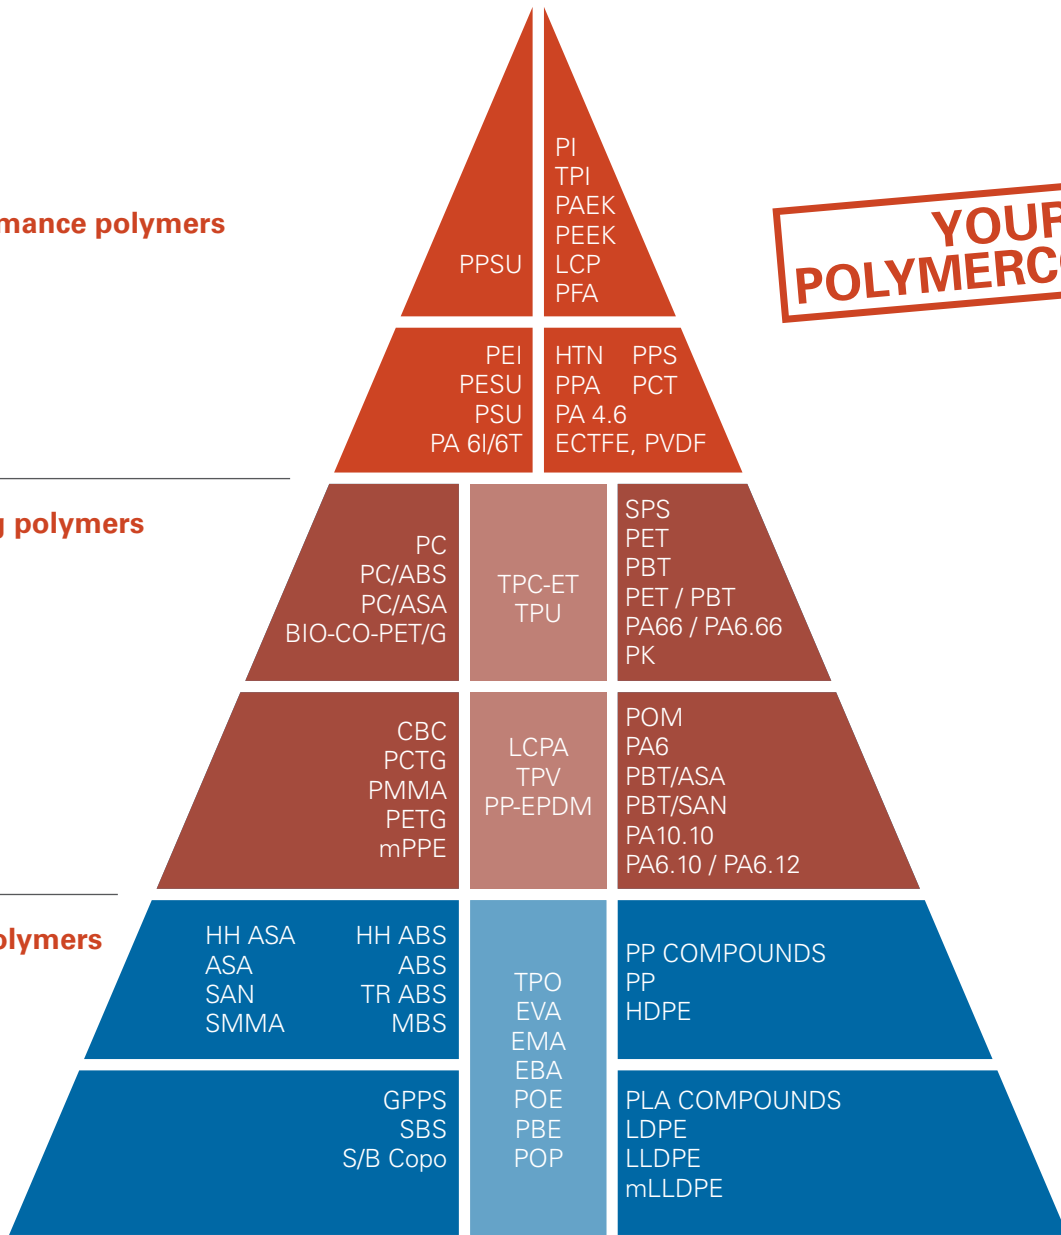 mance polymers
YOUR
POLYMERC
PPSU
PI
TPI
PAEK
PEEK
LCP
PFA
PEI
PESU
PSU
PA 6I/6T
HTN PPS
PPA PCT
PA 4.6
ECTFE, PVDF
g polymers
PC
PC/ABS
PC/ASA
BIO-CO-PET/G
TPC-ET
TPU
SPS
PET
PBT
PET / PBT
PA66 / PA6.66
PK
CBC
PCTG
PMMA
PETG
mPPE
LCPA
TPV
PP-EPDM
POM
PA6
PBT/ASA
PBT/SAN
PA10.10
PA6.10 / PA6.12
olymers
HH ASA HH ABS
ASA ABS
SAN TR ABS
SMMA MBS
TPO
EVA
EMA
EBA
POE
PBE
POP
PP COMPOUNDS
PP
HDPE
GPPS
SBS
S/B Copo
PLA COMPOUNDS
LDPE
LLDPE
mLLDPE